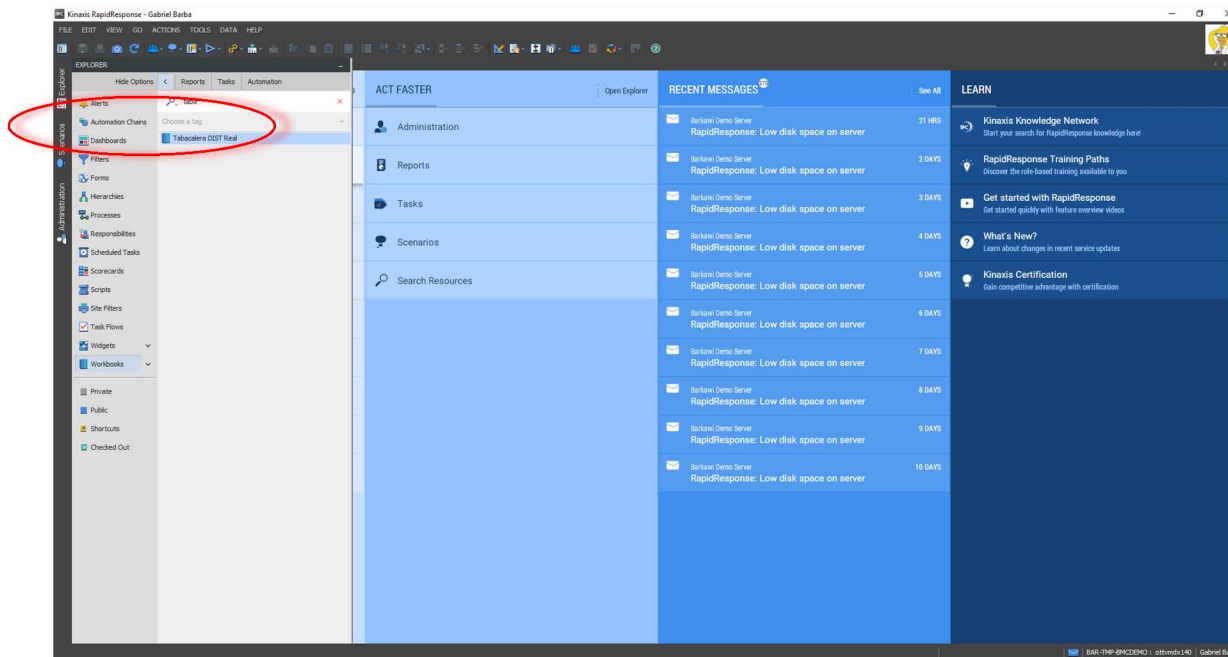 Kinaxis RapidResponse - Gabriel Barba
FILE EDIT VIEW GO ACTIONS TOOLS DATA HELP
EXPLORER
Hide Options < Reports Tasks Automation
Explorer
Scenarios
Administration
Alerts
Automation Chains
Dashboards
Filters
Forms
Hierarchies
Processes
Responsibilities
Scheduled Tasks
Scorecards
Scripts
Site Filters
Task Flows
Widgets
Workbooks
Private
Public
Shortcuts
Checked Out
taba
Choose a tag
Tabacalera DIST Real
ACT FASTER Open Explorer
Administration
Reports
Tasks
Scenarios
Search Resources
RECENT MESSAGES See All
Barkawi Demo Server 21 HRS
RapidResponse: Low disk space on server
Barkawi Demo Server 2 DAYS
RapidResponse: Low disk space on server
Barkawi Demo Server 3 DAYS
RapidResponse: Low disk space on server
Barkawi Demo Server 4 DAYS
RapidResponse: Low disk space on server
Barkawi Demo Server 5 DAYS
RapidResponse: Low disk space on server
Barkawi Demo Server 6 DAYS
RapidResponse: Low disk space on server
Barkawi Demo Server 7 DAYS
RapidResponse: Low disk space on server
Barkawi Demo Server 8 DAYS
RapidResponse: Low disk space on server
Barkawi Demo Server 9 DAYS
RapidResponse: Low disk space on server
Barkawi Demo Server 10 DAYS
RapidResponse: Low disk space on server
LEARN
Kinaxis Knowledge Network
Start your search for RapidResponse knowledge here!
RapidResponse Training Paths
Discover the role-based training available to you
Get started with RapidResponse
Get started quickly with feature overview videos
What's New?
Learn about changes in recent service updates
Kinaxis Certification
Gain competitive advantage with certification
BAR-TMP-BMCDEMO : ottvmdx140 Gabriel Ba